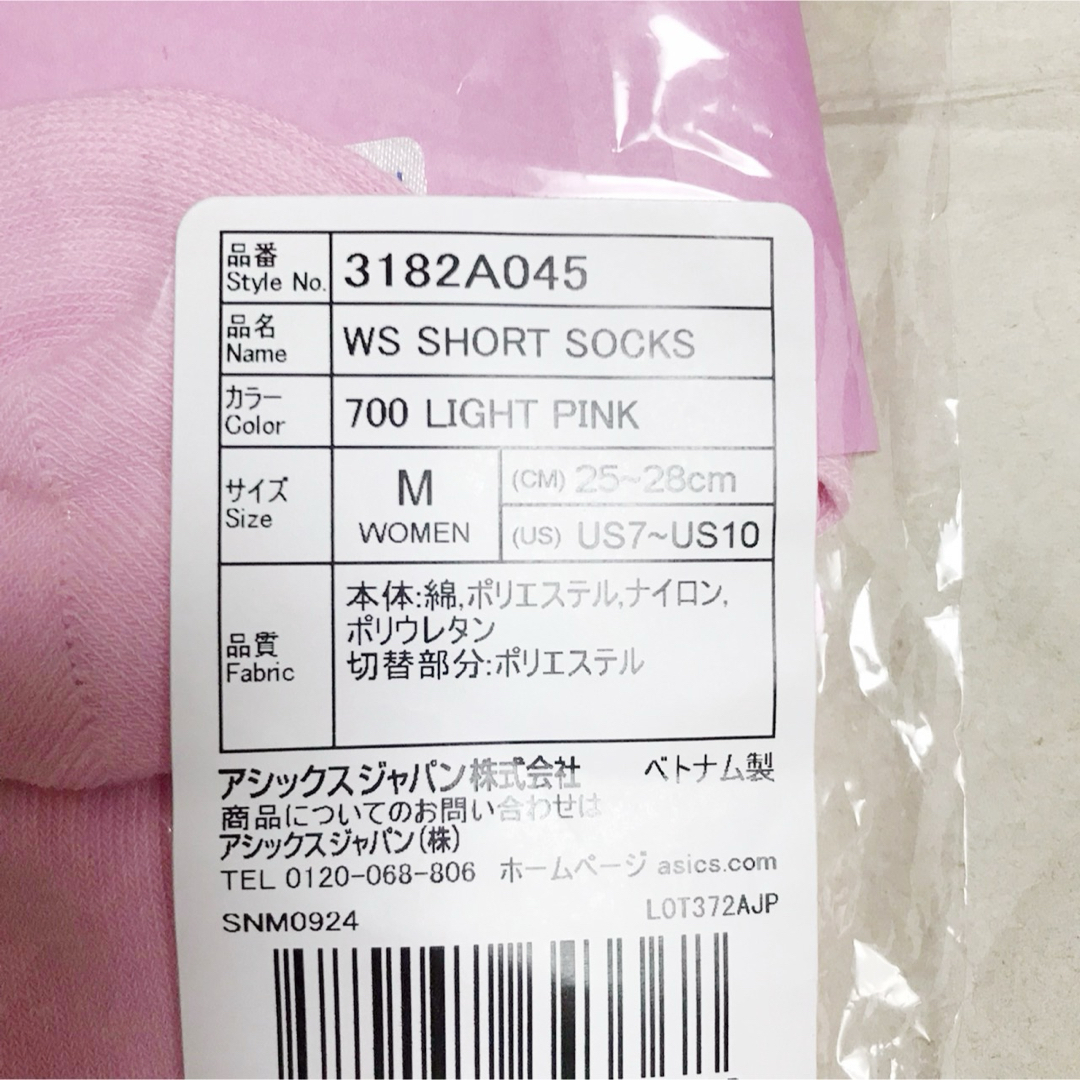 品番
Style No.
3182A045
品名
Name
WS SHORT SOCKS
カラー
Color
700 LIGHT PINK
サイズ
Size
M
WOMEN
(CM) 25~28cm
(US) US7~US10
品質
Fabric
本体:綿,ポリエステル,ナイロン,
ポリウレタン
切替部分:ポリエステル
アシックスジャパン株式会社 ベトナム製
商品についてのお問い合わせは
アシックスジャパン(株)
TEL 0120-068-806 ホームページ asics.com
SNM0924
LOT372AJP